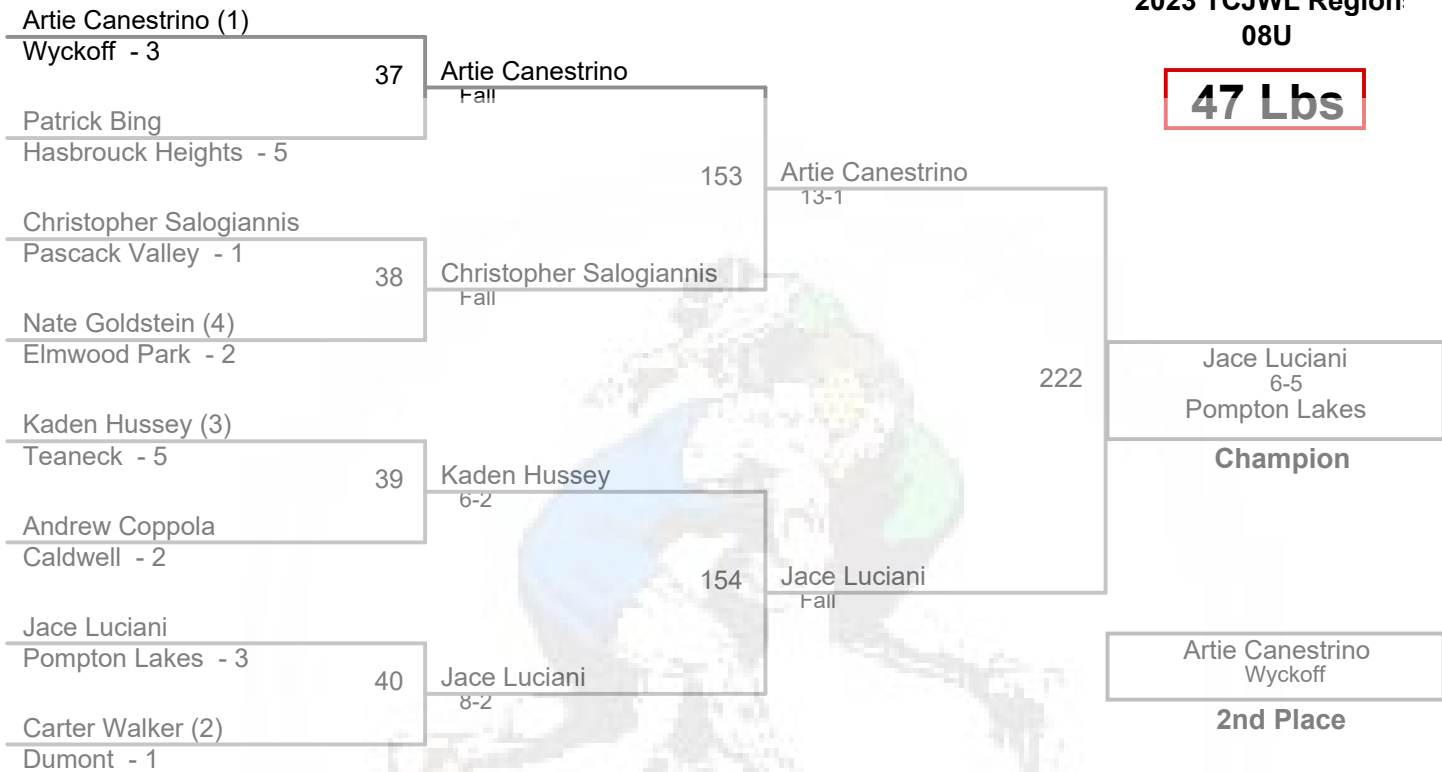 2023 TCJWL Region
08U
47 Lbs
Artie Canestrino (1)
Wyckoff - 3
37
Artie Canestrino
Fall
Patrick Bing
Hasbrouck Heights - 5
153
Artie Canestrino
13-1
Christopher Salogiannis
Pascack Valley - 1
38
Christopher Salogiannis
Fall
Nate Goldstein (4)
Elmwood Park - 2
222
Jace Luciani
6-5
Pompton Lakes
Champion
Kaden Hussey (3)
Teaneck - 5
39
Kaden Hussey
6-2
Andrew Coppola
Caldwell - 2
154
Jace Luciani
Fall
Jace Luciani
Pompton Lakes - 3
40
Jace Luciani
8-2
Carter Walker (2)
Dumont - 1
Artie Canestrino
Wyckoff
2nd Place